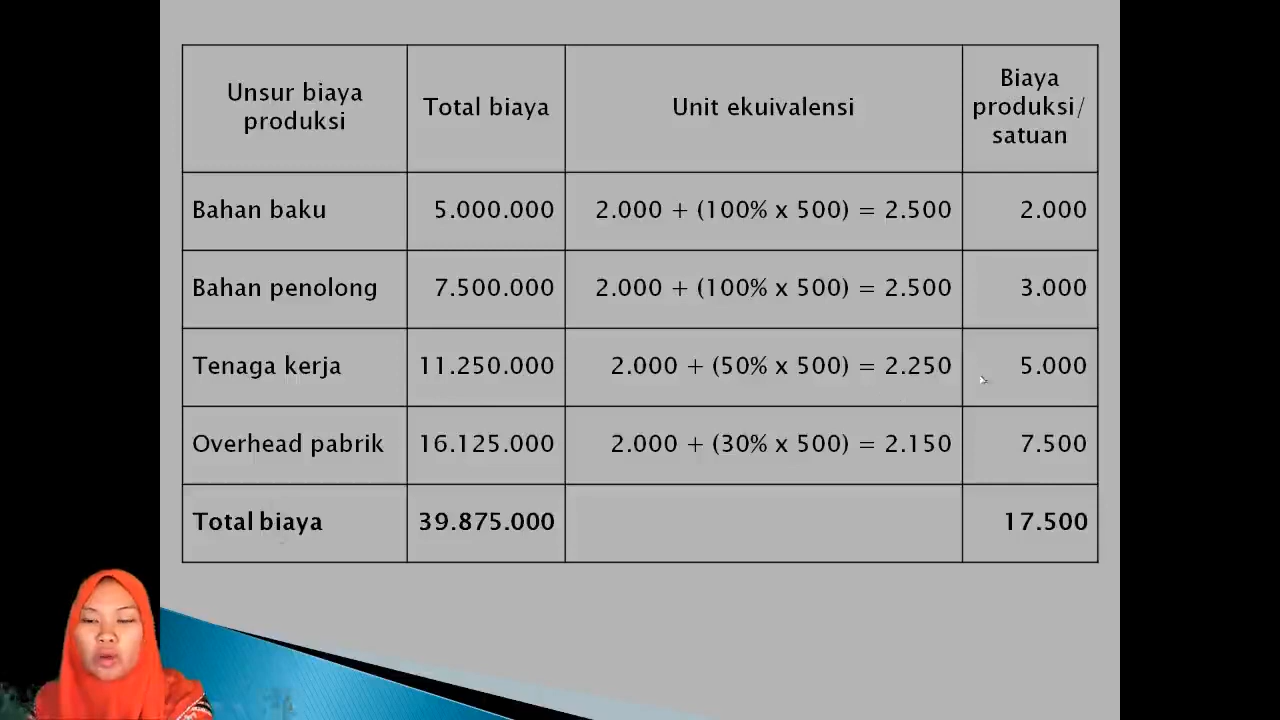 Unsur biaya
produksi
Total biaya
Unit ekuivalensi
Biaya
produksi/
satuan
Bahan baku 5.000.000 2.000 + (100% x 500) = 2.500 2.000
Bahan penolong 7.500.000 2.000 + (100% x 500) = 2.500 3.000
Tenaga kerja 11.250.000 2.000 + (50% x 500) = 2.250 5.000
Overhead pabrik 16.125.000 2.000 + (30% x 500) = 2.150 7.500
Total biaya 39.875.000 17.500